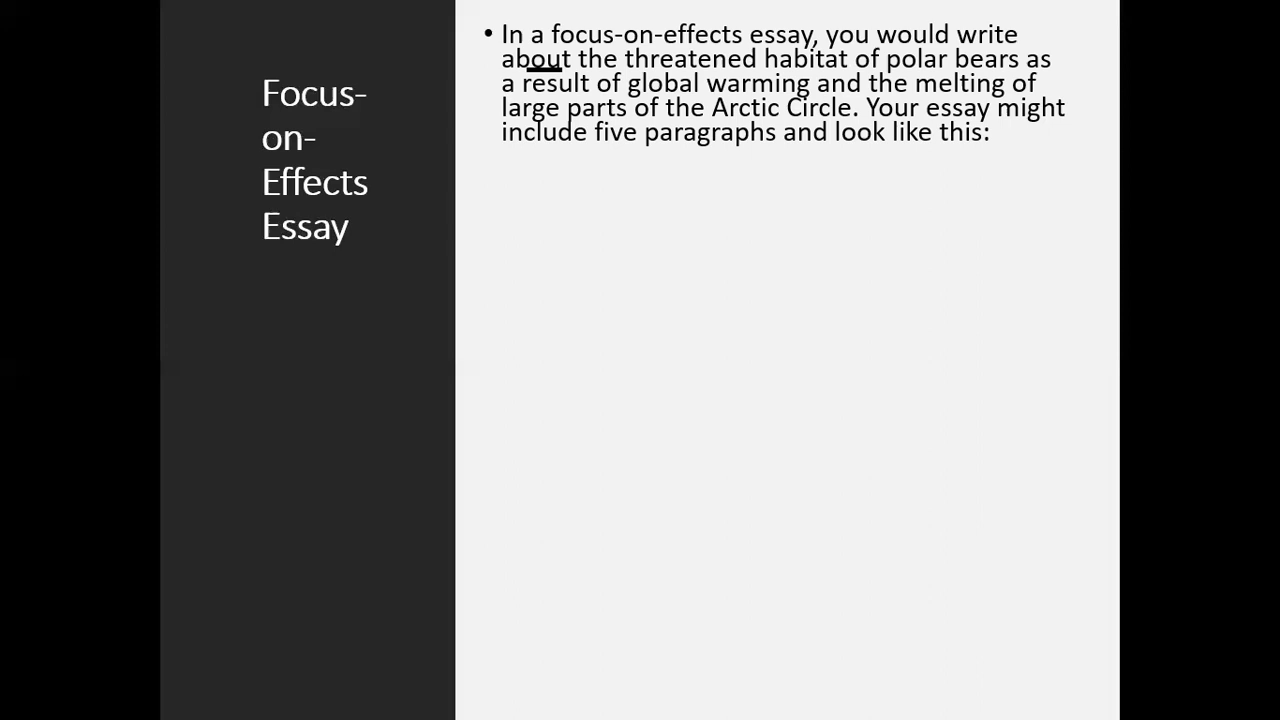 Focus-
on-
Effects
Essay
• In a focus-on-effects essay, you would write
about the threatened habitat of polar bears as
a result of global warming and the melting of
large parts of the Arctic Circle. Your essay might
include five paragraphs and look like this: